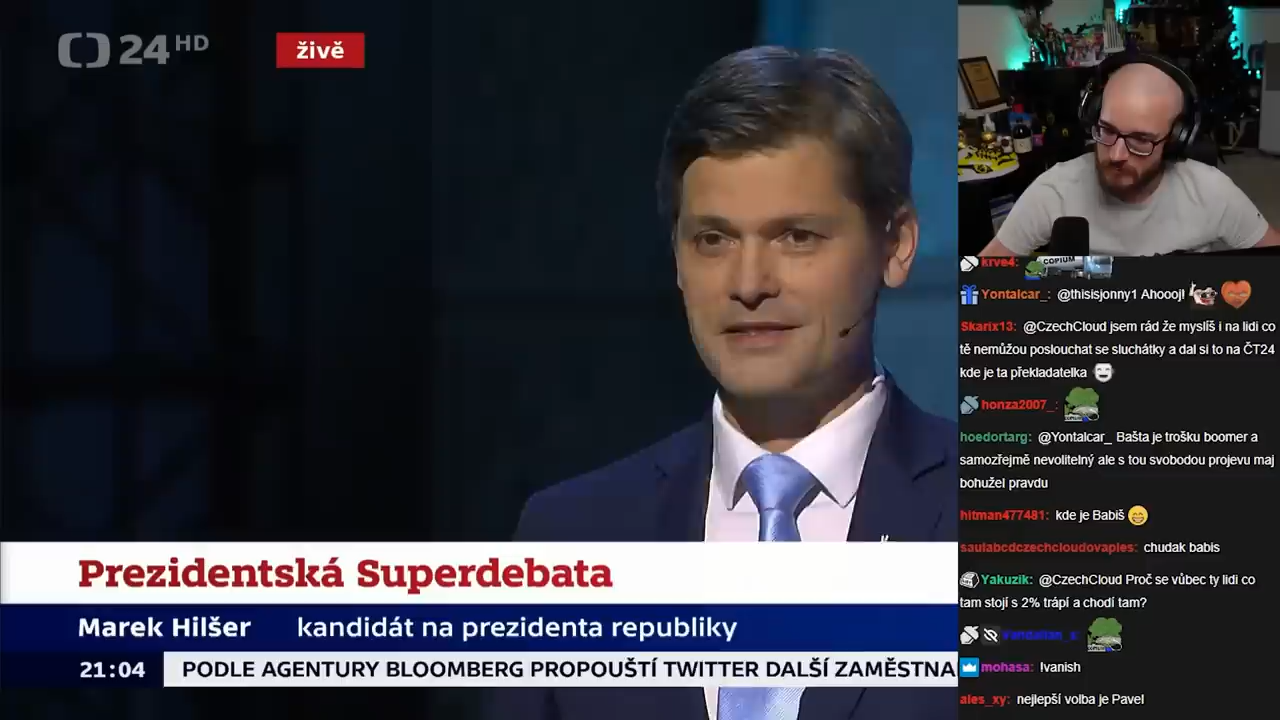 24 HD
živě
Prezidentská Superdebata
Marek Hilšer kandidát na prezidenta republiky
21:04 PODLE AGENTURY BLOOMBERG PROPOUŠTÍ TWITTER DALŠÍ ZAMĚSTNA
krve4: COPIUM
Yontalcar_: @thisisjonny1 Ahoooj!
Skarix13: @CzechCloud jsem rád že myslíš i na lidi co
tě nemůžou poslouchat se sluchátky a dal si to na ČT24
kde je ta překladatelka
honza2007_:
hoedortarg: @Yontalcar_ Bašta je trošku boomer a
samozřejmě nevolitelný ale s tou svobodou projevu maj
bohužel pravdu
hitman477481: kde je Babiš
saulabcdczechcloudovaples: chudak babis
Yakuzik: @CzechCloud Proč se vůbec ty lidi co
tam stojí s 2% trápí a chodí tam?
mohasa: Ivanish
ales_xy: nejlepší volba je Pavel